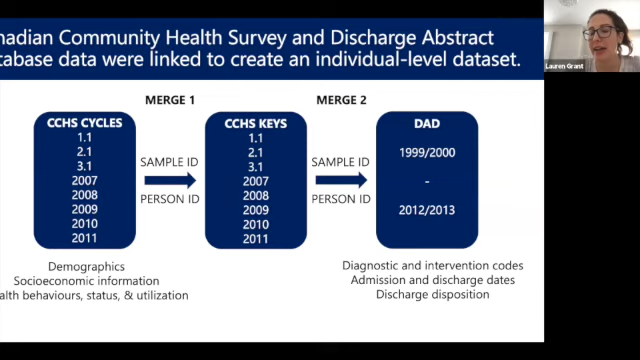 nadian Community Health Survey and Discharge Abstract
tabase data were linked to create an individual-level dataset.
Lauren Grant
MERGE 1
MERGE 2
CCHS CYCLES
1.1
2.1
3.1
2007
2008
2009
2010
2011
SAMPLE ID
PERSON ID
CCHS KEYS
1.1
2.1
3.1
2007
2008
2009
2010
2011
SAMPLE ID
PERSON ID
DAD
1999/2000
-
2012/2013
Demographics
Socioeconomic information
alth behaviours, status, & utilization
Diagnostic and intervention codes
Admission and discharge dates
Discharge disposition